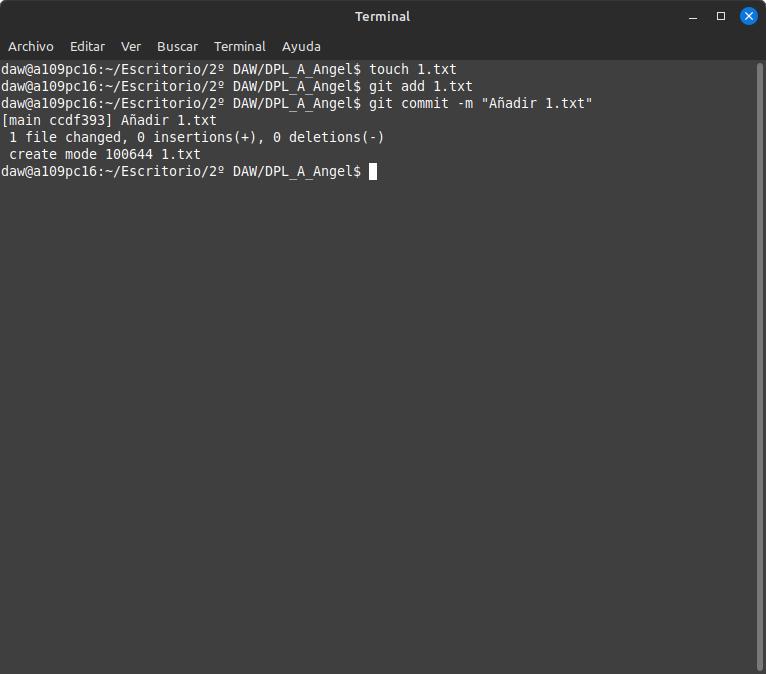 Terminal
Archivo Editar Ver Buscar Terminal Ayuda
daw@a109pc16:~/Escritorio/2º DAW/DPL_A_Angel$ touch 1.txt
daw@a109pc16:~/Escritorio/2º DAW/DPL_A_Angel$ git add 1.txt
daw@a109pc16:~/Escritorio/2º DAW/DPL_A_Angel$ git commit -m "Añadir 1.txt"
[main ccdf393] Añadir 1.txt
 1 file changed, 0 insertions(+), 0 deletions(-)
 create mode 100644 1.txt
daw@a109pc16:~/Escritorio/2º DAW/DPL_A_Angel$